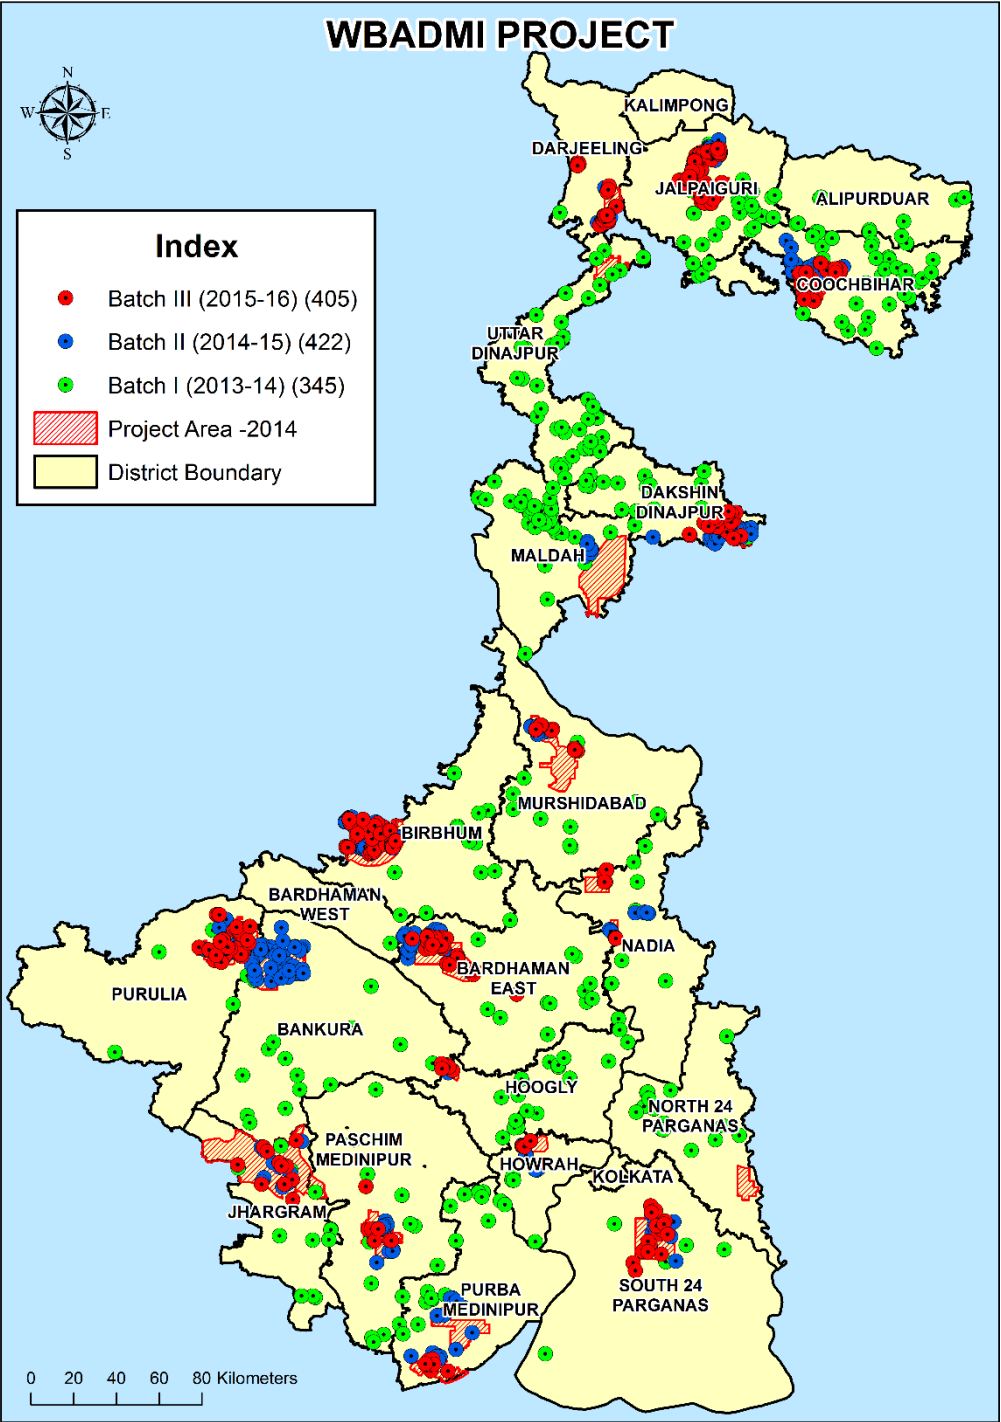 WBADMI PROJECT
N
W E
S
KALIMPONG
DARJEELING
JALPAIGURI
ALIPURDUAR
COOCHBIHAR
Index
Batch III (2015-16) (405)
Batch II (2014-15) (422)
Batch I (2013-14) (345)
Project Area -2014
District Boundary
UTTAR
DINAJPUR
DAKSHIN
DINAJPUR
MALDAH
MURSHIDABAD
BIRBHUM
BARDHAMAN
WEST
NADIA
BARDHAMAN
EAST
PURULIA
BANKURA
HOOGLY
NORTH 24
PARGANAS
PASCHIM
MEDINIPUR
HOWRAH
KOLKATA
JHARGRAM
SOUTH 24
PARGANAS
PURBA
MEDINIPUR
0 20 40 60 80 Kilometers